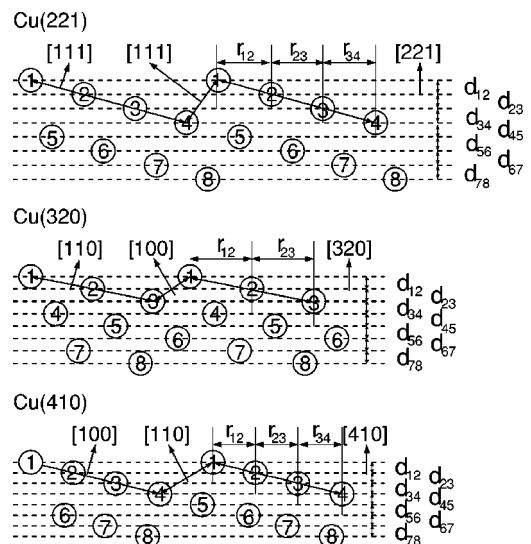 Cu(221)
[111] [111] r12 r23 r34 [221]
1 1
2 2 d12
3 3 d23
4 4 d34
5 5 d45
6 6 d56
7 7 d67
8 8 d78
Cu(320)
[110] [100] r12 r23 [320]
1 1
2 2 d12
3 3 d23
4 4 d34
5 5 d45
6 6 d56
7 7 d67
8 8 d78
Cu(410)
[100] [110] r12 r23 r34 [410]
1 1
2 2 d12
3 3 d23
4 4 d34
5 d45
6 6 d56
7 7 d67
8 8 d78